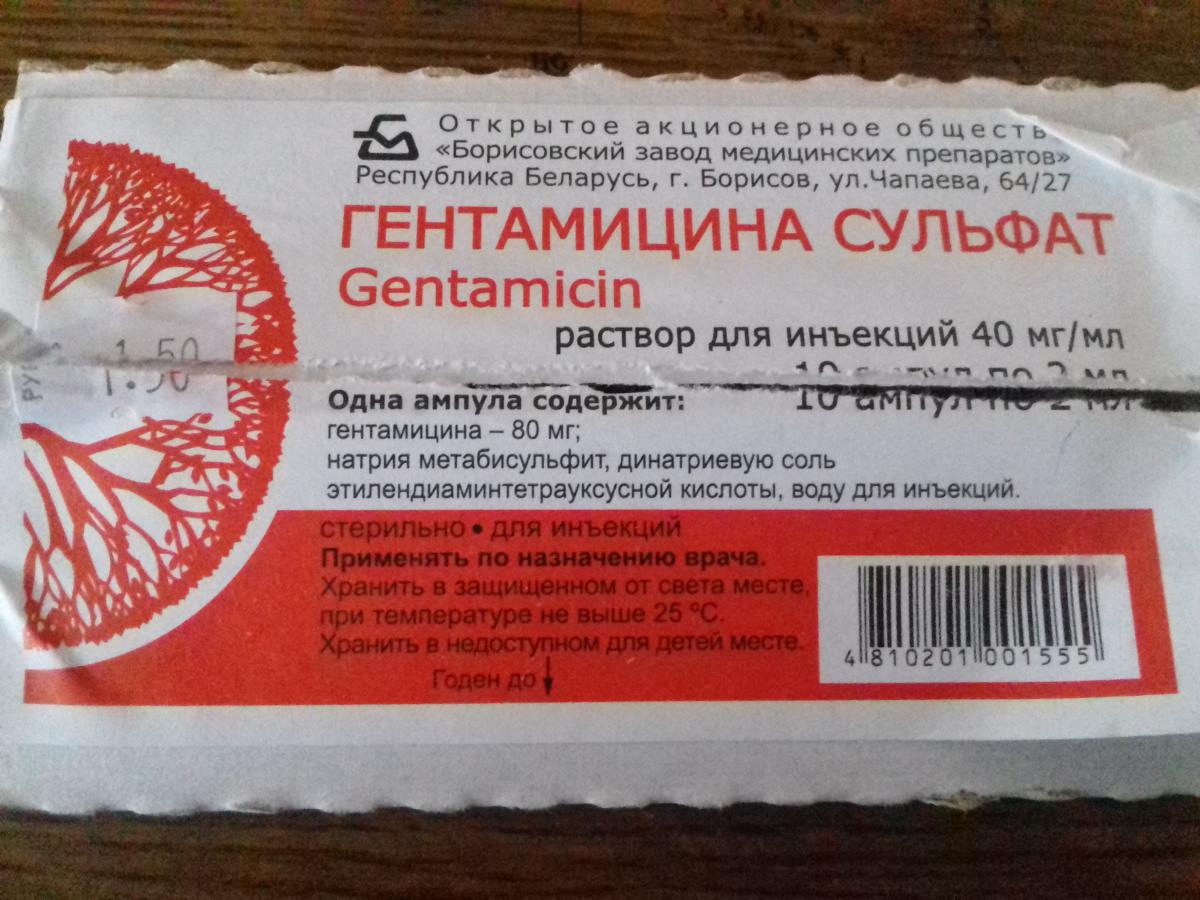 Открытое акционерное обществ
«Борисовский завод медицинских препаратов»
Республика Беларусь, г. Борисов, ул.Чапаева, 64/27
ГЕНТАМИЦИНА СУЛЬФАТ
Gentamicin
раствор для инъекций 40 мг/мл
10 ампул по 2 мл
1.50
Одна ампула содержит:
гентамицина – 80 мг;
натрия метабисульфит, динатриевую соль
этилендиаминтетрауксусной кислоты, воду для инъекций.
стерильно • для инъекций
Применять по назначению врача.
Хранить в защищенном от света месте,
при температуре не выше 25 °С.
Хранить в недоступном для детей месте.
Годен до
4 810201 001555